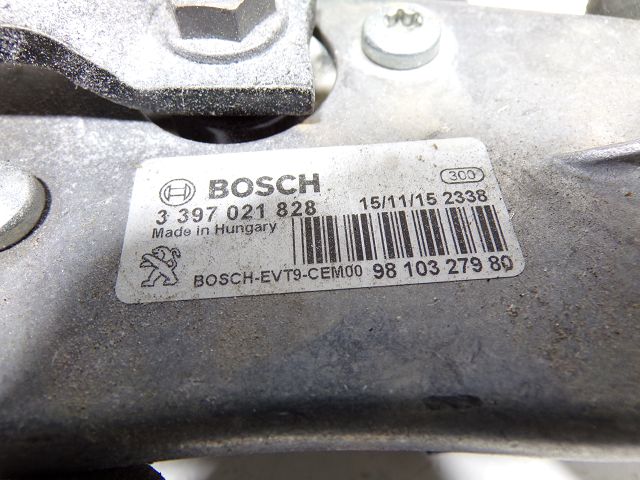 BOSCH
300
3 397 021 828
15/11/15 2338
Made in Hungary
BOSCH-EVT9-CEM00
98 103 279 80